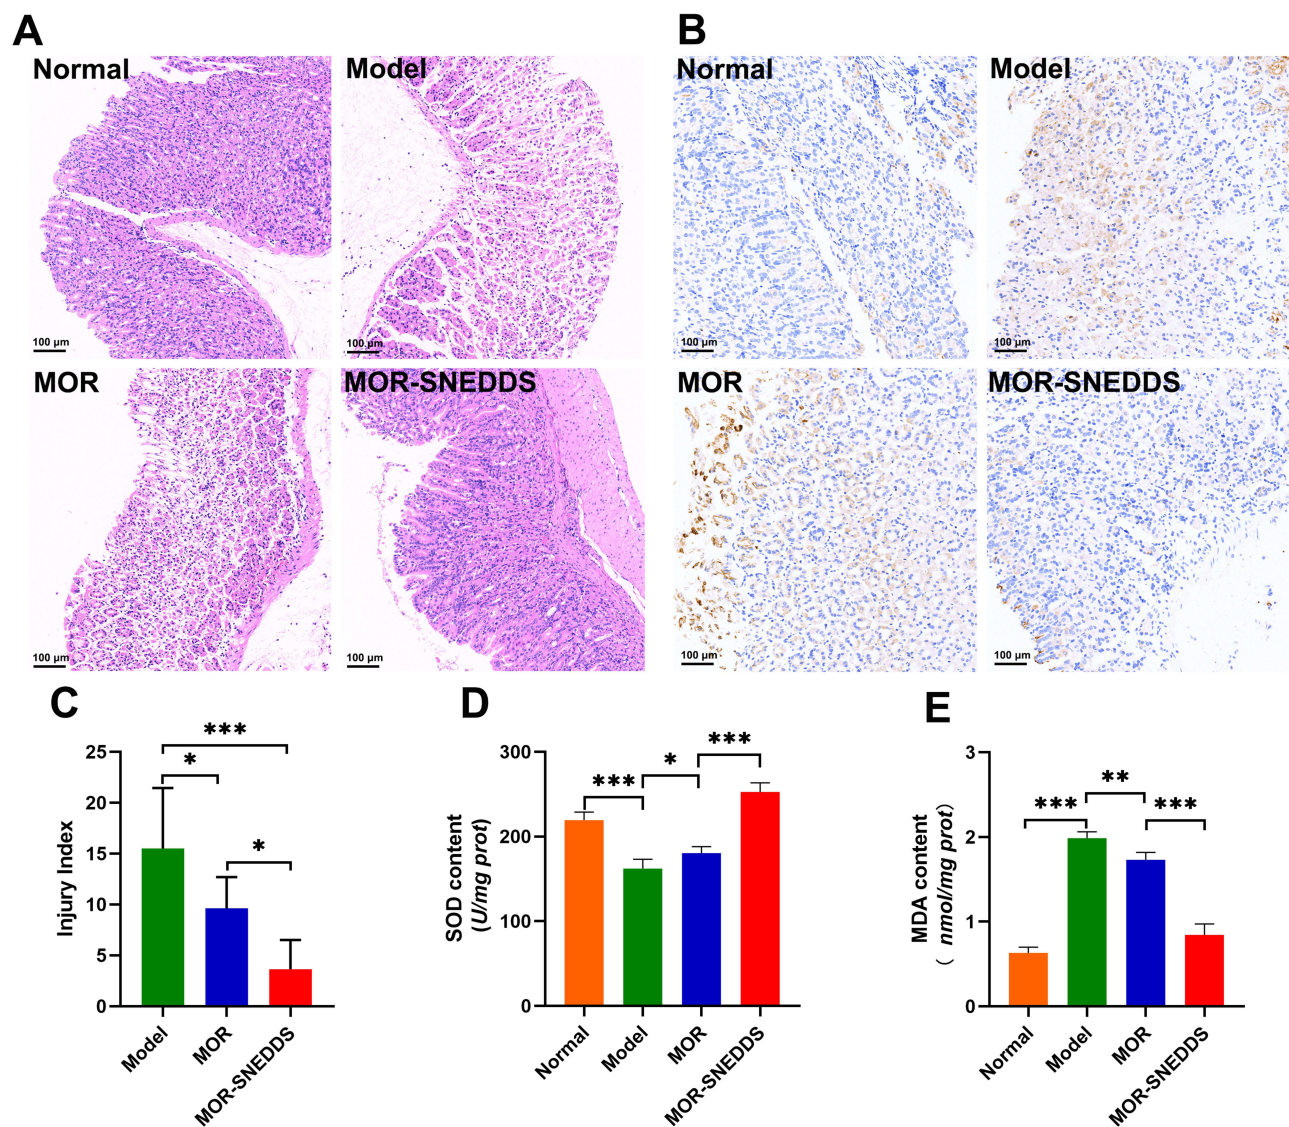 A
B
Normal
Model
Normal
Model
100 µm
100 µm
100 µm
100 µm
MOR
MOR-SNEDDS
MOR
MOR-SNEDDS
100 µm
100 µm
100 µm
100 µm
C
D
E
***
*
*
25
20
15
10
5
0
Injury Index
Model
MOR
MOR-SNEDDS
***
*
***
300
200
100
0
SOD content
(U/mg prot)
Normal
Model
MOR
MOR-SNEDDS
**
***
***
3
2
1
0
MDA content
( nmol/mg prot)
Normal
Model
MOR
MOR-SNEDDS